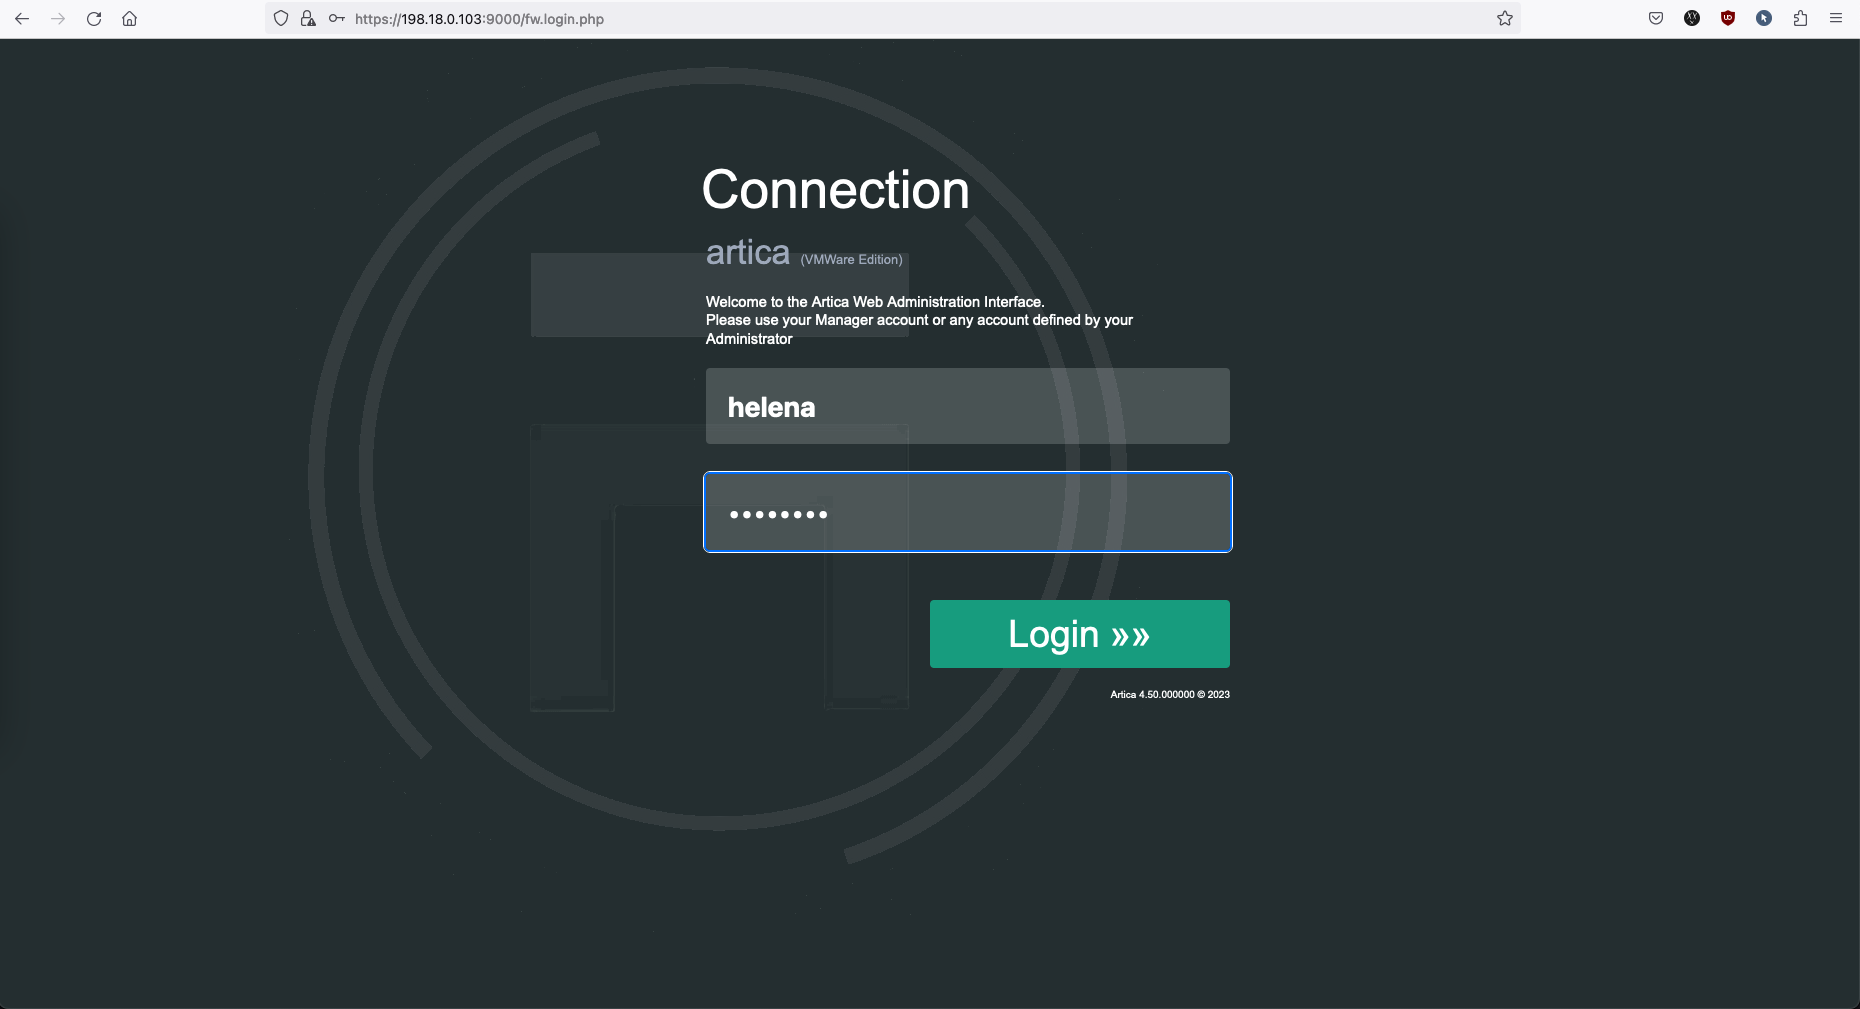 https://198.18.0.103:9000/fw.login.php
Connection
artica (VMWare Edition)
Welcome to the Artica Web Administration Interface.
Please use your Manager account or any account defined by your
Administrator
helena
••••••••
Login »»
Artica 4.50.000000 © 2023